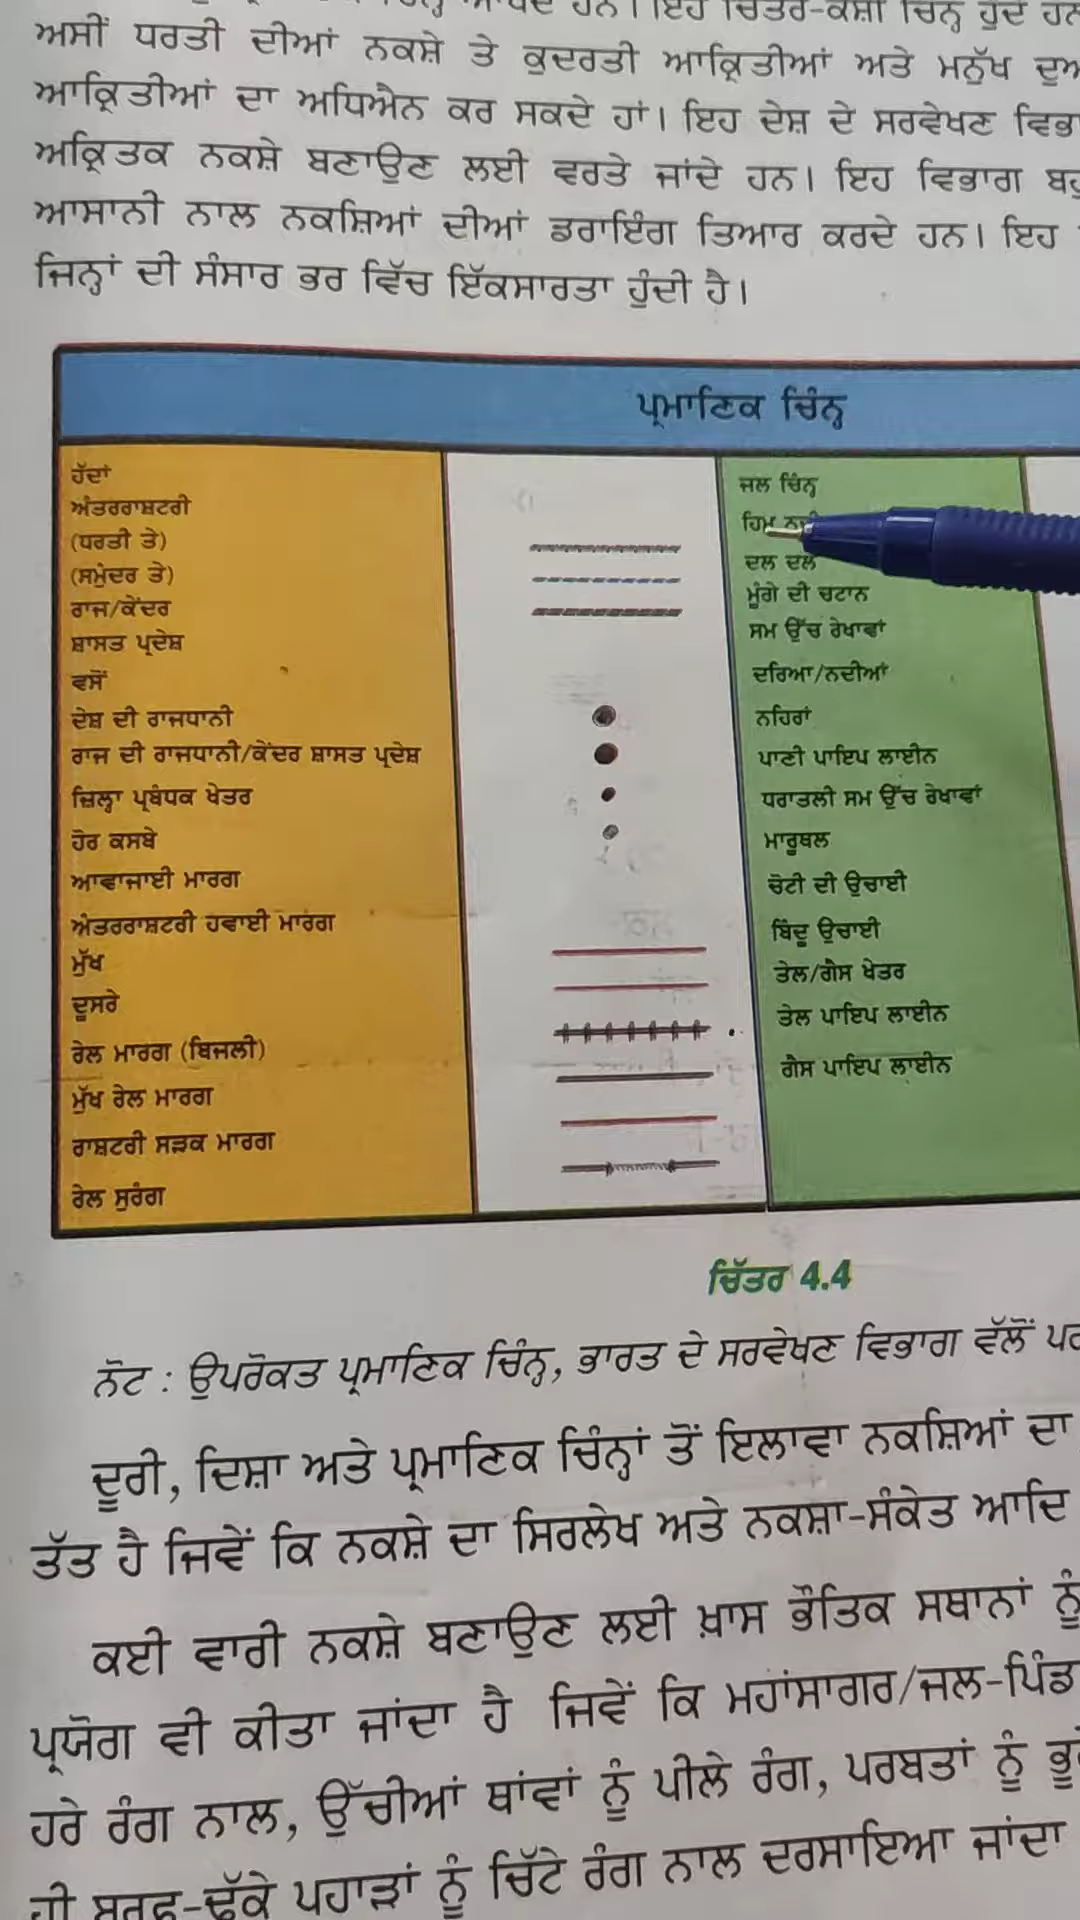 ਅਸੀਂ ਧਰਤੀ ਦੀਆਂ ਨਕਸ਼ੇ ਤੇ ਕੁਦਰਤੀ ਆਕ੍ਰਿਤੀਆਂ ਅਤੇ ਮਨੁੱਖ
ਆਕ੍ਰਿਤੀਆਂ ਦਾ ਅਧਿਐਨ ਕਰ ਸਕਦੇ ਹਾਂ। ਇਹ ਦੇਸ਼ ਦੇ ਸਰਵੇਖਣ
ਅਕ੍ਰਿਤਕ ਨਕਸ਼ੇ ਬਣਾਉਣ ਲਈ ਵਰਤੇ ਜਾਂਦੇ ਹਨ। ਇਹ ਵਿਭਾਗ
ਆਸਾਨੀ ਨਾਲ ਨਕਸ਼ਿਆਂ ਦੀਆਂ ਡਰਾਇੰਗ ਤਿਆਰ ਕਰਦੇ ਹਨ। ਇਹ
ਜਿਨ੍ਹਾਂ ਦੀ ਸੰਸਾਰ ਭਰ ਵਿੱਚ ਇੱਕਸਾਰਤਾ ਹੁੰਦੀ ਹੈ।
ਪ੍ਰਮਾਣਿਕ ਚਿੰਨ੍ਹ
ਹੱਦਾਂ
ਅੰਤਰਰਾਸ਼ਟਰੀ
(ਧਰਤੀ ਤੇ)
(ਸਮੁੰਦਰ ਤੇ)
ਰਾਜ/ਕੇਂਦਰ
ਸ਼ਾਸਤ ਪ੍ਰਦੇਸ਼
ਵਸੋਂ
ਦੇਸ਼ ਦੀ ਰਾਜਧਾਨੀ
ਰਾਜ ਦੀ ਰਾਜਧਾਨੀ/ਕੇਂਦਰ ਸ਼ਾਸਤ ਪ੍ਰਦੇਸ਼
ਜ਼ਿਲ੍ਹਾ ਪ੍ਰਬੰਧਕ ਖੇਤਰ
ਹੋਰ ਕਸਬੇ
ਆਵਾਜਾਈ ਮਾਰਗ
ਅੰਤਰਰਾਸ਼ਟਰੀ ਹਵਾਈ ਮਾਰਗ
ਮੁੱਖ
ਦੂਸਰੇ
ਰੇਲ ਮਾਰਗ (ਬਿਜਲੀ)
ਮੁੱਖ ਰੇਲ ਮਾਰਗ
ਰਾਸ਼ਟਰੀ ਸੜਕ ਮਾਰਗ
ਰੇਲ ਸੁਰੰਗ
ਜਲ ਚਿੰਨ੍ਹ
ਹਿਮ
ਦਲ ਦਲ
ਮੂੰਗੇ ਦੀ ਚਟਾਨ
ਸਮ ਉੱਚ ਰੇਖਾਵਾਂ
ਦਰਿਆ/ਨਦੀਆਂ
ਨਹਿਰਾਂ
ਪਾਣੀ ਪਾਇਪ ਲਾਈਨ
ਧਰਾਤਲੀ ਸਮ ਉੱਚ ਰੇਖਾਵਾਂ
ਮਾਰੂਥਲ
ਚੋਟੀ ਦੀ ਉਚਾਈ
ਬਿੰਦੂ ਉਚਾਈ
ਤੇਲ/ਗੈਸ ਖੇਤਰ
ਤੇਲ ਪਾਇਪ ਲਾਈਨ
ਗੈਸ ਪਾਇਪ ਲਾਈਨ
ਚਿੱਤਰ 4.4
ਨੋਟ : ਉਪਰੋਕਤ ਪ੍ਰਮਾਣਿਕ ਚਿੰਨ੍ਹ, ਭਾਰਤ ਦੇ ਸਰਵੇਖਣ ਵਿਭਾਗ ਵੱਲੋਂ
ਦੂਰੀ, ਦਿਸ਼ਾ ਅਤੇ ਪ੍ਰਮਾਣਿਕ ਚਿੰਨ੍ਹਾਂ ਤੋਂ ਇਲਾਵਾ ਨਕਸ਼ਿਆਂ ਦਾ
ਤੱਤ ਹੈ ਜਿਵੇਂ ਕਿ ਨਕਸ਼ੇ ਦਾ ਸਿਰਲੇਖ ਅਤੇ ਨਕਸ਼ਾ-ਸੰਕੇਤ ਆਦਿ
ਕਈ ਵਾਰੀ ਨਕਸ਼ੇ ਬਣਾਉਣ ਲਈ ਖ਼ਾਸ ਭੌਤਿਕ ਸਥਾਨਾਂ ਨੂੰ
ਪ੍ਰਯੋਗ ਵੀ ਕੀਤਾ ਜਾਂਦਾ ਹੈ ਜਿਵੇਂ ਕਿ ਮਹਾਂਸਾਗਰ/ਜਲ-ਪਿੰਡ
ਹਰੇ ਰੰਗ ਨਾਲ, ਉੱਚੀਆਂ ਥਾਂਵਾਂ ਨੂੰ ਪੀਲੇ ਰੰਗ, ਪਰਬਤਾਂ ਨੂੰ
ਹੀ ਬਰਫ-ਢੱਕੇ ਪਹਾੜਾਂ ਨੂੰ ਚਿੱਟੇ ਰੰਗ ਨਾਲ ਦਰਸਾਇਆ ਜਾਂਦਾ